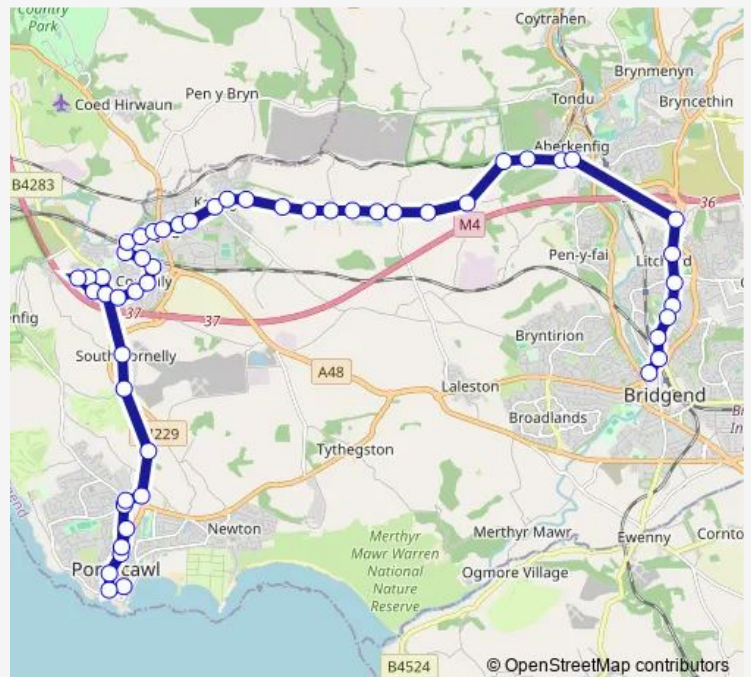 Country
Park
Coytrahen
Brynmenyn
Pen y Bryn
Coed Hirwaun
Tondu
Bryncethin
Aberkenfig
B4283
36
M4
Pen-y-fai
37
37
Bryntirion
A48
Laleston
Bridgend
Broadlands
Tythegston
Newton
Merthyr
Mawr Warren
National
Nature
Reserve
Merthyr Mawr
Ewenny
Ogmore Village
B4524
© OpenStreetMap contributors